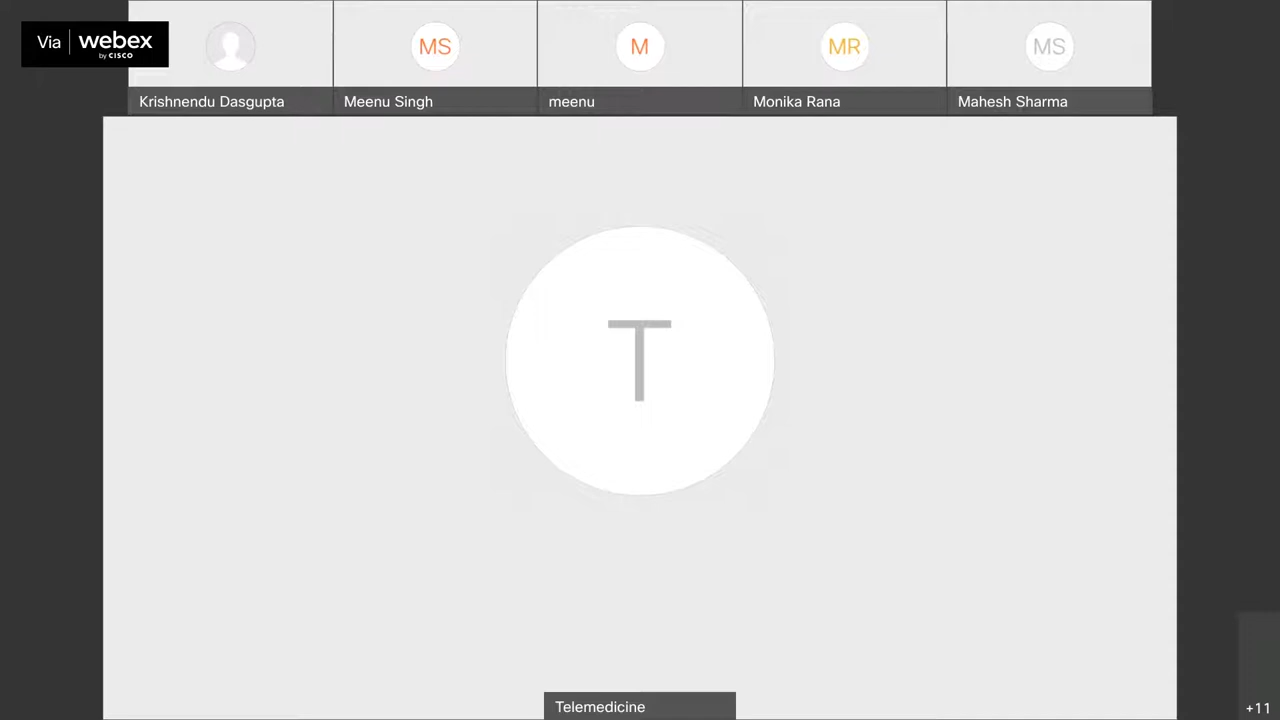 Via webex
by CISCO
MS
M
MR
MS
Krishnendu Dasgupta
Meenu Singh
meenu
Monika Rana
Mahesh Sharma
T
Telemedicine
+11